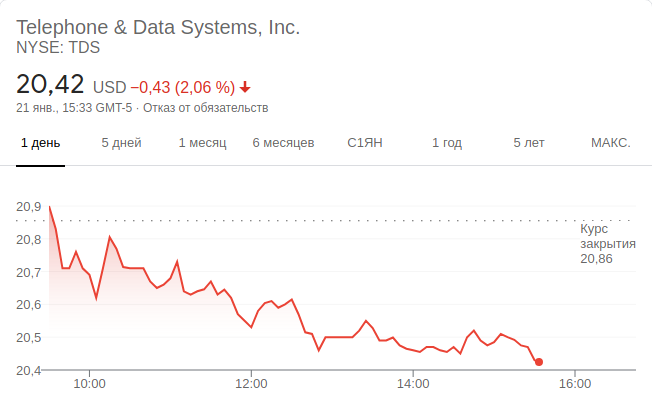 Telephone & Data Systems, Inc.
NYSE: TDS
20,42 USD −0,43 (2,06 %)
21 янв., 15:33 GMT-5 · Отказ от обязательств
1 день 5 дней 1 месяц 6 месяцев С1ЯН 1 год 5 лет МАКС.
20,9
Курс
20,8 закрытия
20,86
20,7
20,6
20,5
20,4
10:00 12:00 14:00 16:00